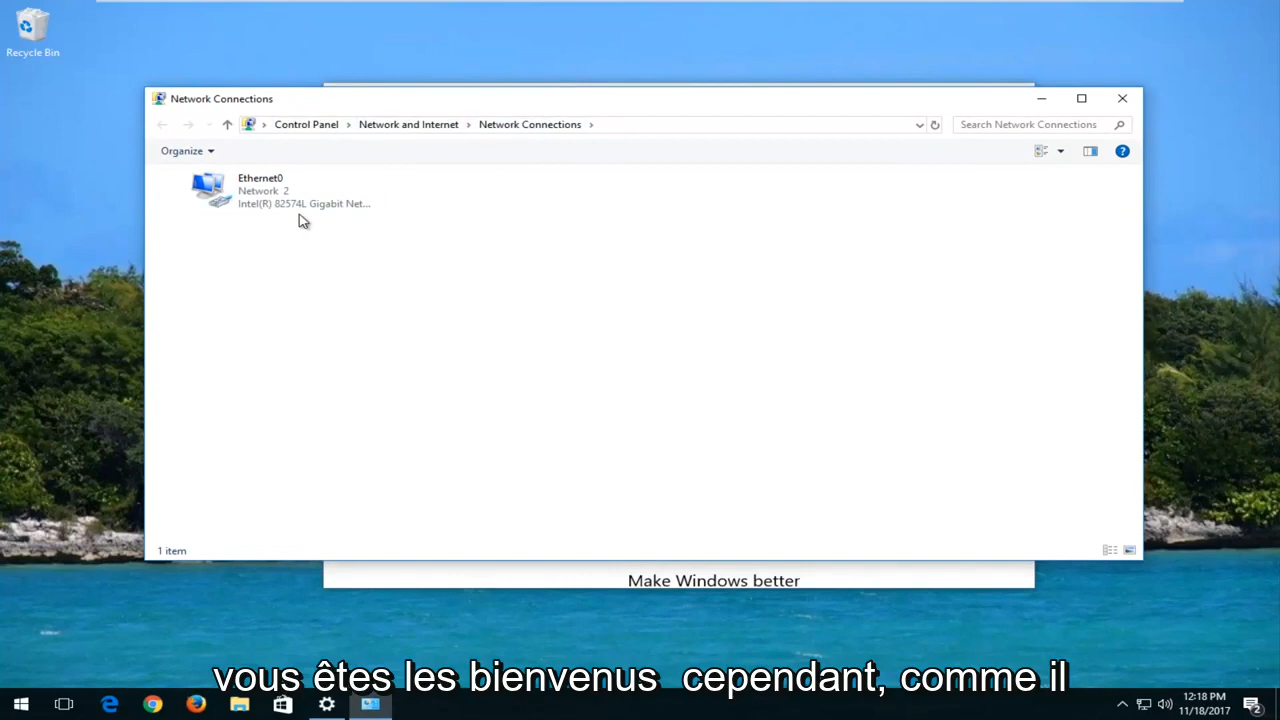 Recycle Bin
Network Connections
Control Panel > Network and Internet > Network Connections >
Search Network Connections
Organize
Ethernet0
Network 2
Intel(R) 82574L Gigabit Net...
1 item
Make Windows better
vous êtes les bienvenus cependant, comme il
12:18 PM
11/18/2017
2